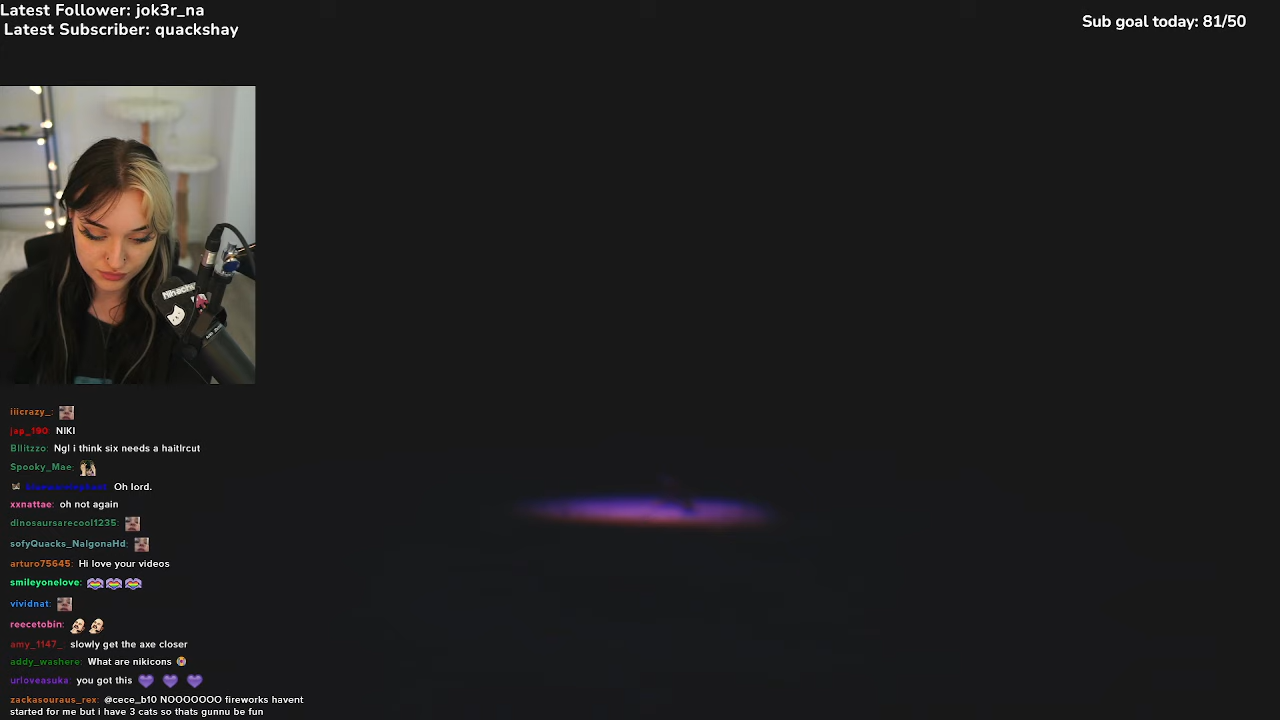 Latest Follower: jok3r_na
Latest Subscriber: quackshay
Sub goal today: 81/50
iiicrazy_:
jap_190: NIKI
Bllitzzo: Ngl i think six needs a haitlrcut
Spooky_Mae:
Oh lord.
xxnattae: oh not again
dinosaursarecool1235:
sofyQuacks_NalgonaHd:
arturo75645: Hi love your videos
smileyonelove:
vividnat:
reecetobin:
amy_1147_: slowly get the axe closer
addy_washere: What are nikicons
urloveasuka: you got this
zackasouraus_rex: @cece_b10 NOOOOOOO fireworks havent
started for me but i have 3 cats so thats gunnu be fun